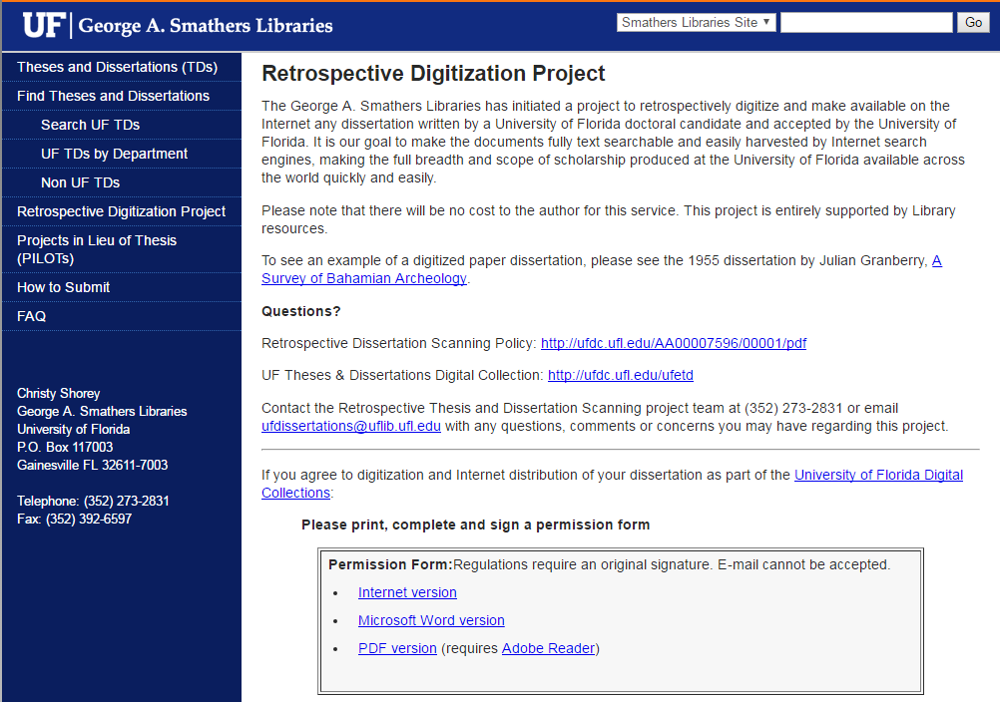 UF George A. Smathers Libraries
Smathers Libraries Site
Go
Theses and Dissertations (TDs)
Find Theses and Dissertations
Search UF TDs
UF TDs by Department
Non UF TDs
Retrospective Digitization Project
Projects in Lieu of Thesis
(PILOTs)
How to Submit
FAQ
Christy Shorey
George A. Smathers Libraries
University of Florida
P.O. Box 117003
Gainesville FL 32611-7003
Telephone: (352) 273-2831
Fax: (352) 392-6597
Retrospective Digitization Project
The George A. Smathers Libraries has initiated a project to retrospectively digitize and make available on the
Internet any dissertation written by a University of Florida doctoral candidate and accepted by the University of
Florida. It is our goal to make the documents fully text searchable and easily harvested by Internet search
engines, making the full breadth and scope of scholarship produced at the University of Florida available across
the world quickly and easily.
Please note that there will be no cost to the author for this service. This project is entirely supported by Library
resources.
To see an example of a digitized paper dissertation, please see the 1955 dissertation by Julian Granberry, A
Survey of Bahamian Archeology.
Questions?
Retrospective Dissertation Scanning Policy: http://ufdc.ufl.edu/AA00007596/00001/pdf
UF Theses & Dissertations Digital Collection: http://ufdc.ufl.edu/ufetd
Contact the Retrospective Thesis and Dissertation Scanning project team at (352) 273-2831 or email
ufdissertations@uflib.ufl.edu with any questions, comments or concerns you may have regarding this project.
If you agree to digitization and Internet distribution of your dissertation as part of the University of Florida Digital
Collections:
Please print, complete and sign a permission form
Permission Form:Regulations require an original signature. E-mail cannot be accepted.
• Internet version
• Microsoft Word version
• PDF version (requires Adobe Reader)